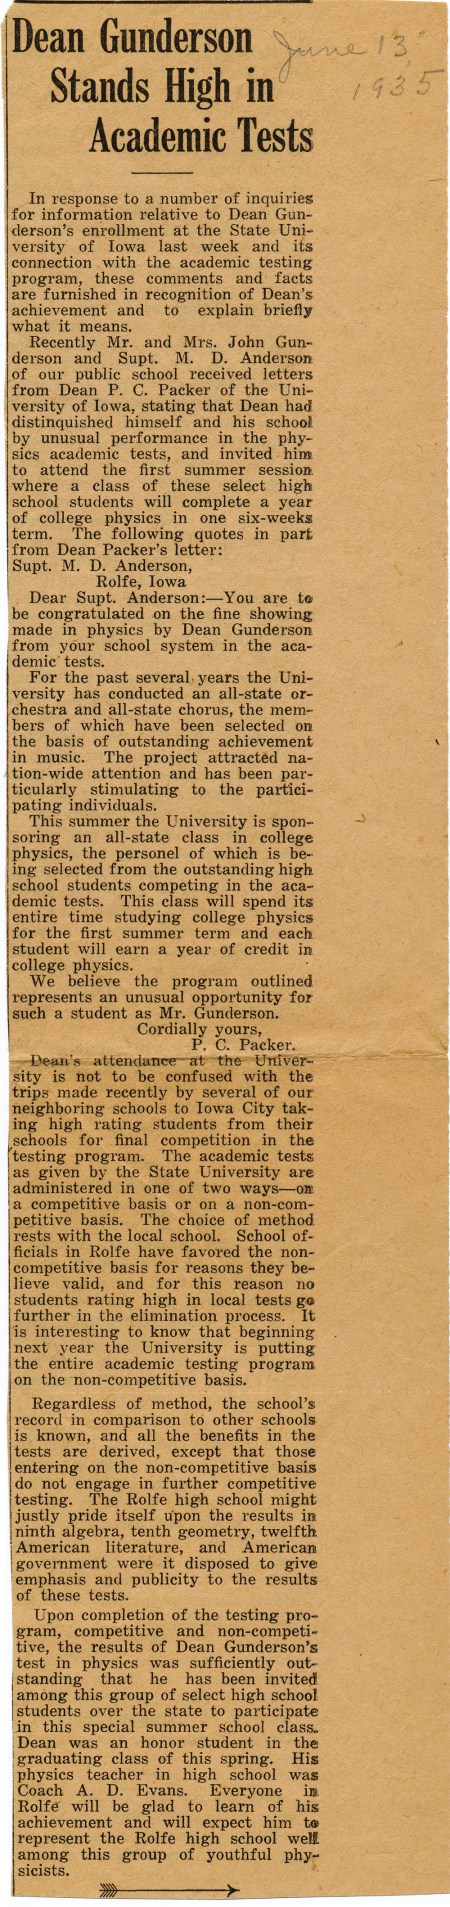 Dean Gunderson
Stands High in
Academic Tests
June 13
1935
In response to a number of inquiries
for information relative to Dean Gun-
derson's enrollment at the State Uni-
versity of Iowa last week and its
connection with the academic testing
program, these comments and facts
are furnished in recognition of Dean's
achievement and to explain briefly
what it means.
Recently Mr. and Mrs. John Gun-
derson and Supt. M. D. Anderson
of our public school received letters
from Dean P. C. Packer of the Uni-
versity of Iowa, stating that Dean had
distinquished himself and his school
by unusual performance in the phy-
sics academic tests, and invited him
to attend the first summer session
where a class of these select high
school students will complete a year
of college physics in one six-weeks
term. The following quotes in part
from Dean Packer's letter:
Supt. M. D. Anderson,
Rolfe, Iowa
Dear Supt. Anderson:—You are to
be congratulated on the fine showing
made in physics by Dean Gunderson
from your school system in the aca-
demic tests.
For the past several years the Uni-
versity has conducted an all-state or-
chestra and all-state chorus, the mem-
bers of which have been selected on
the basis of outstanding achievement
in music. The project attracted na-
tion-wide attention and has been par-
ticularly stimulating to the partici-
pating individuals.
This summer the University is spon-
soring an all-state class in college
physics, the personel of which is be-
ing selected from the outstanding high
school students competing in the aca-
demic tests. This class will spend its
entire time studying college physics
for the first summer term and each
student will earn a year of credit in
college physics.
We believe the program outlined
represents an unusual opportunity for
such a student as Mr. Gunderson.
Cordially yours,
P. C. Packer.
Dean's attendance at the Univer-
sity is not to be confused with the
trips made recently by several of our
neighboring schools to Iowa City tak-
ing high rating students from their
schools for final competition in the
testing program. The academic tests
as given by the State University are
administered in one of two ways—on
a competitive basis or on a non-com-
petitive basis. The choice of method
rests with the local school. School of-
ficials in Rolfe have favored the non-
competitive basis for reasons they be-
lieve valid, and for this reason no
students rating high in local tests go
further in the elimination process. It
is interesting to know that beginning
next year the University is putting
the entire academic testing program
on the non-competitive basis.
Regardless of method, the school's
record in comparison to other schools
is known, and all the benefits in the
tests are derived, except that those
entering on the non-competitive basis
do not engage in further competitive
testing. The Rolfe high school might
justly pride itself upon the results in
ninth algebra, tenth geometry, twelfth
American literature, and American
government were it disposed to give
emphasis and publicity to the results
of these tests.
Upon completion of the testing pro-
gram, competitive and non-competi-
tive, the results of Dean Gunderson's
test in physics was sufficiently out-
standing that he has been invited
among this group of select high school
students over the state to participate
in this special summer school class.
Dean was an honor student in the
graduating class of this spring. His
physics teacher in high school was
Coach A. D. Evans. Everyone in
Rolfe will be glad to learn of his
achievement and will expect him to
represent the Rolfe high school well
among this group of youthful phy-
sicists.